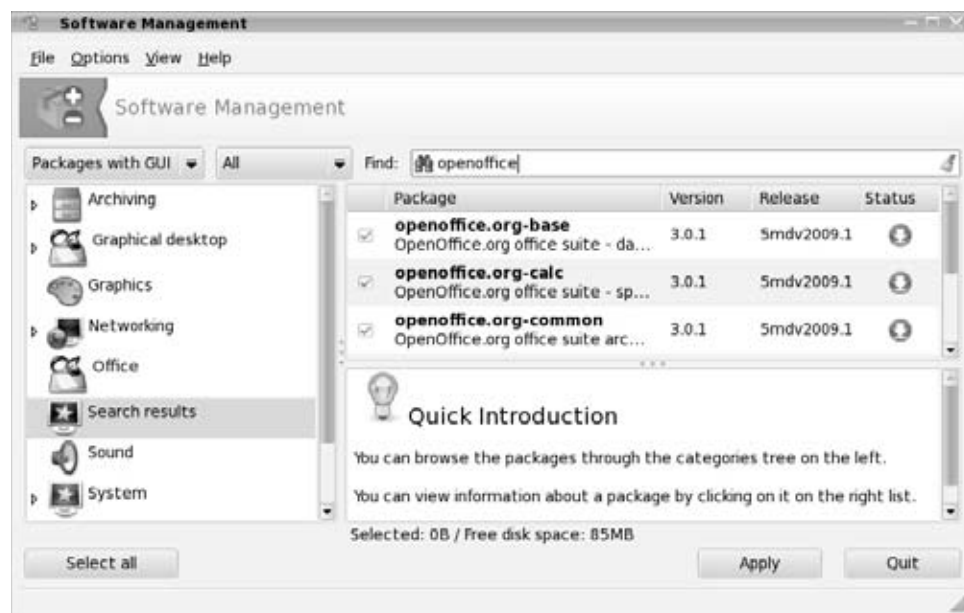 Software Management
File Options View Help
Software Management
Packages with GUI All Find: openoffice
Archiving
Graphical desktop
Graphics
Networking
Office
Search results
Sound
System
Package Version Release Status
openoffice.org-base
OpenOffice.org office suite - da... 3.0.1 5mdv2009.1
openoffice.org-calc
OpenOffice.org office suite - sp... 3.0.1 5mdv2009.1
openoffice.org-common
OpenOffice.org office suite arc... 3.0.1 5mdv2009.1
Quick Introduction
You can browse the packages through the categories tree on the left.
You can view information about a package by clicking on it on the right list.
Selected: 0B / Free disk space: 85MB
Select all Apply Quit